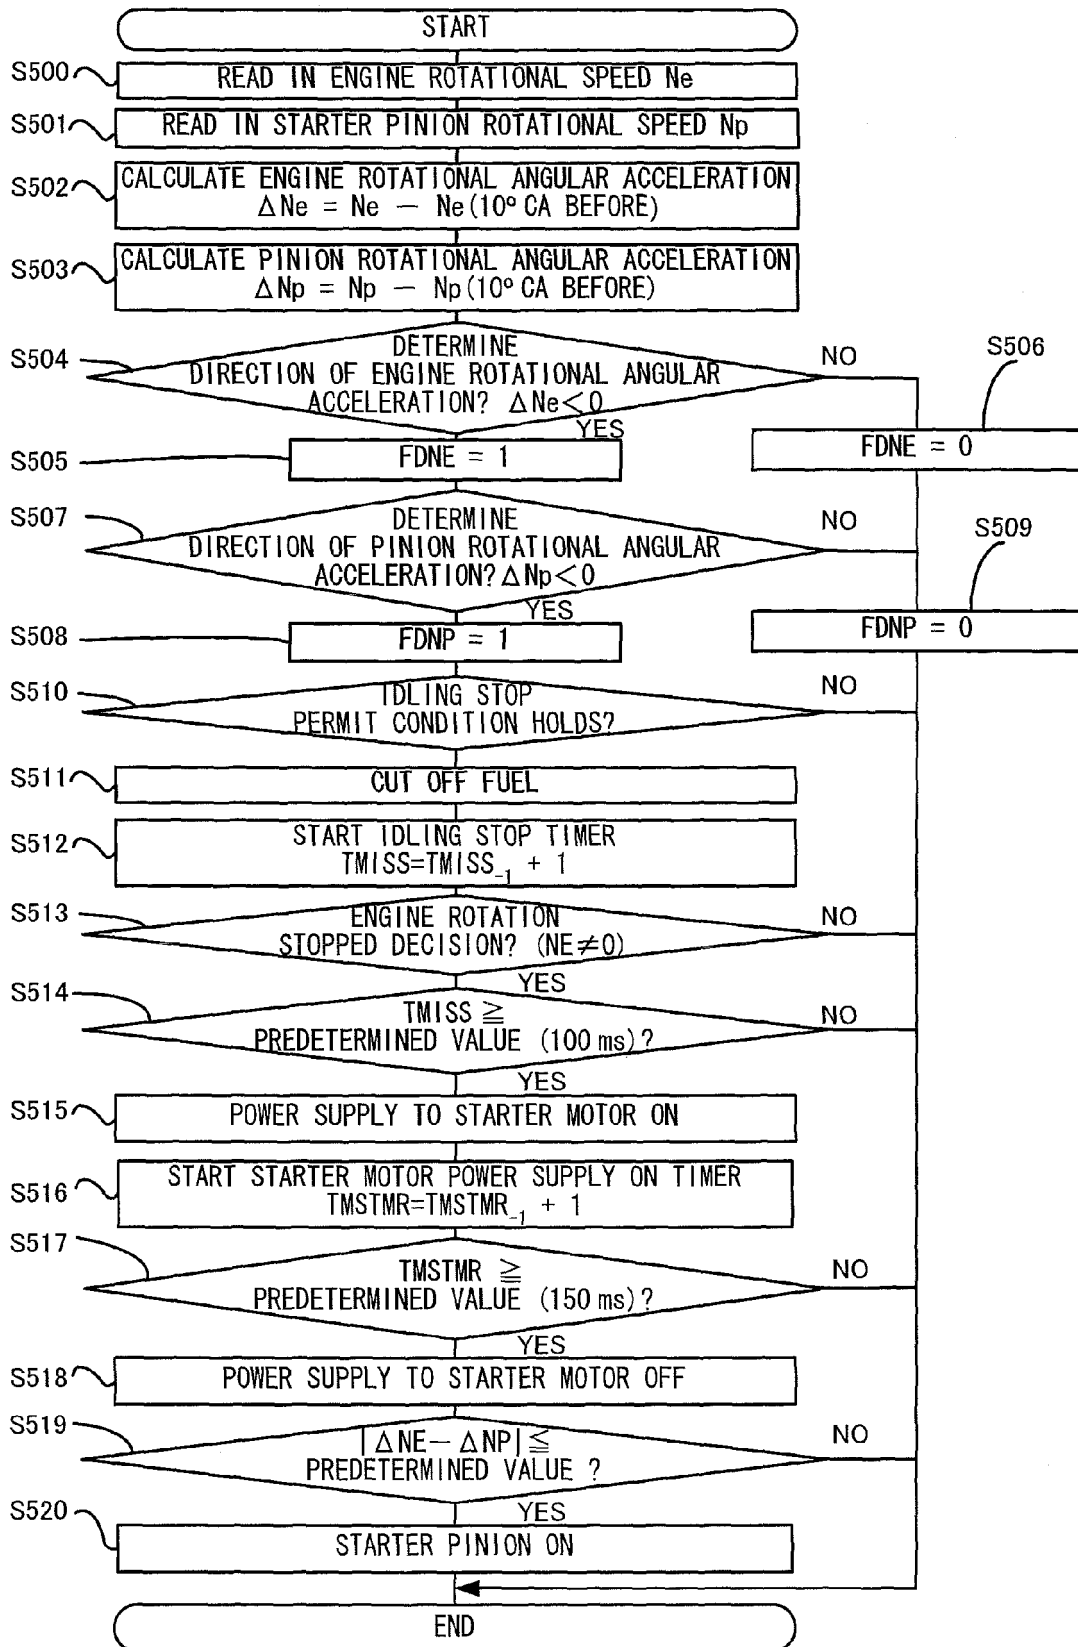 START
S500
READ IN ENGINE ROTATIONAL SPEED Ne
S501
READ IN STARTER PINION ROTATIONAL SPEED Np
S502
CALCULATE ENGINE ROTATIONAL ANGULAR ACCELERATION
ΔNe = Ne − Ne(10° CA BEFORE)
S503
CALCULATE PINION ROTATIONAL ANGULAR ACCELERATION
ΔNp = Np − Np(10° CA BEFORE)
S504
DETERMINE
DIRECTION OF ENGINE ROTATIONAL ANGULAR
ACCELERATION? ΔNe<0
NO
YES
S506
FDNE = 0
S505
FDNE = 1
S507
DETERMINE
DIRECTION OF PINION ROTATIONAL ANGULAR
ACCELERATION? ΔNp<0
NO
YES
S509
FDNP = 0
S508
FDNP = 1
S510
IDLING STOP
PERMIT CONDITION HOLDS?
NO
S511
CUT OFF FUEL
S512
START IDLING STOP TIMER
TMISS=TMISS₋₁ + 1
S513
ENGINE ROTATION
STOPPED DECISION? (NE≠0)
NO
YES
S514
TMISS ≧
PREDETERMINED VALUE (100 ms)?
NO
YES
S515
POWER SUPPLY TO STARTER MOTOR ON
S516
START STARTER MOTOR POWER SUPPLY ON TIMER
TMSTMR=TMSTMR₋₁ + 1
S517
TMSTMR ≧
PREDETERMINED VALUE (150 ms)?
NO
YES
S518
POWER SUPPLY TO STARTER MOTOR OFF
S519
|ΔNE−ΔNP|≦
PREDETERMINED VALUE ?
NO
YES
S520
STARTER PINION ON
END